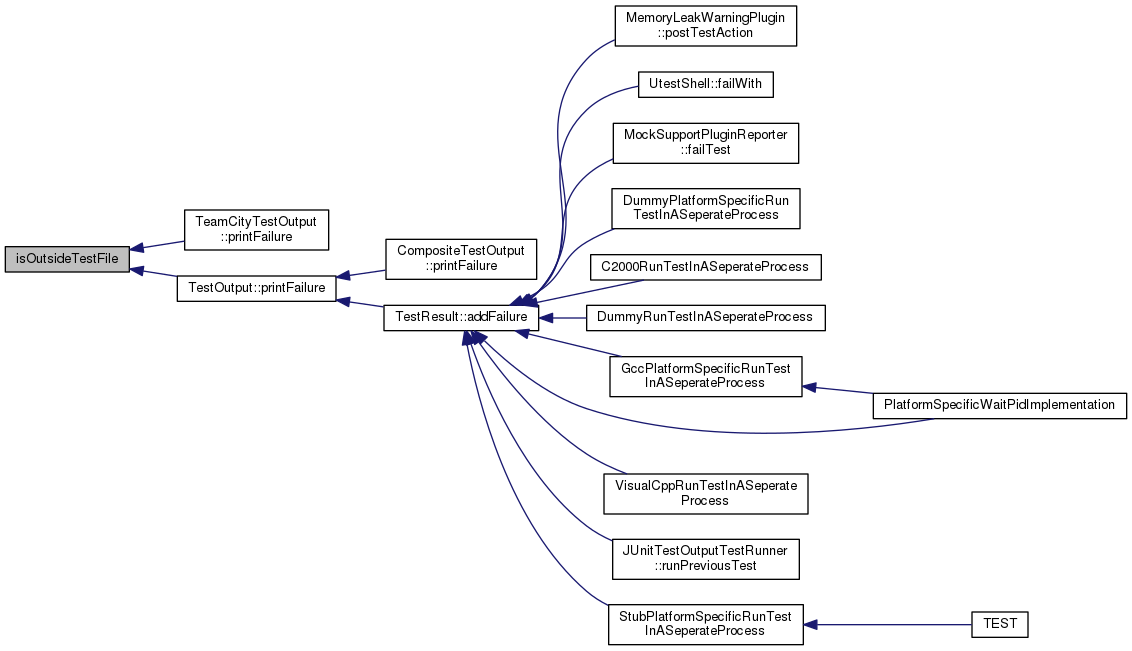 MemoryLeakWarningPlugin
::postTestAction
UtestShell::failWith
MockSupportPluginReporter
::failTest
DummyPlatformSpecificRun
TestInASeperateProcess
TeamCityTestOutput
::printFailure
isOutsideTestFile
CompositeTestOutput
::printFailure
C2000RunTestInASeperateProcess
TestOutput::printFailure
TestResult::addFailure
DummyRunTestInASeperateProcess
GccPlatformSpecificRunTest
InASeperateProcess
PlatformSpecificWaitPidImplementation
VisualCppRunTestInASeperate
Process
JUnitTestOutputTestRunner
::runPreviousTest
StubPlatformSpecificRunTest
InASeperateProcess
TEST